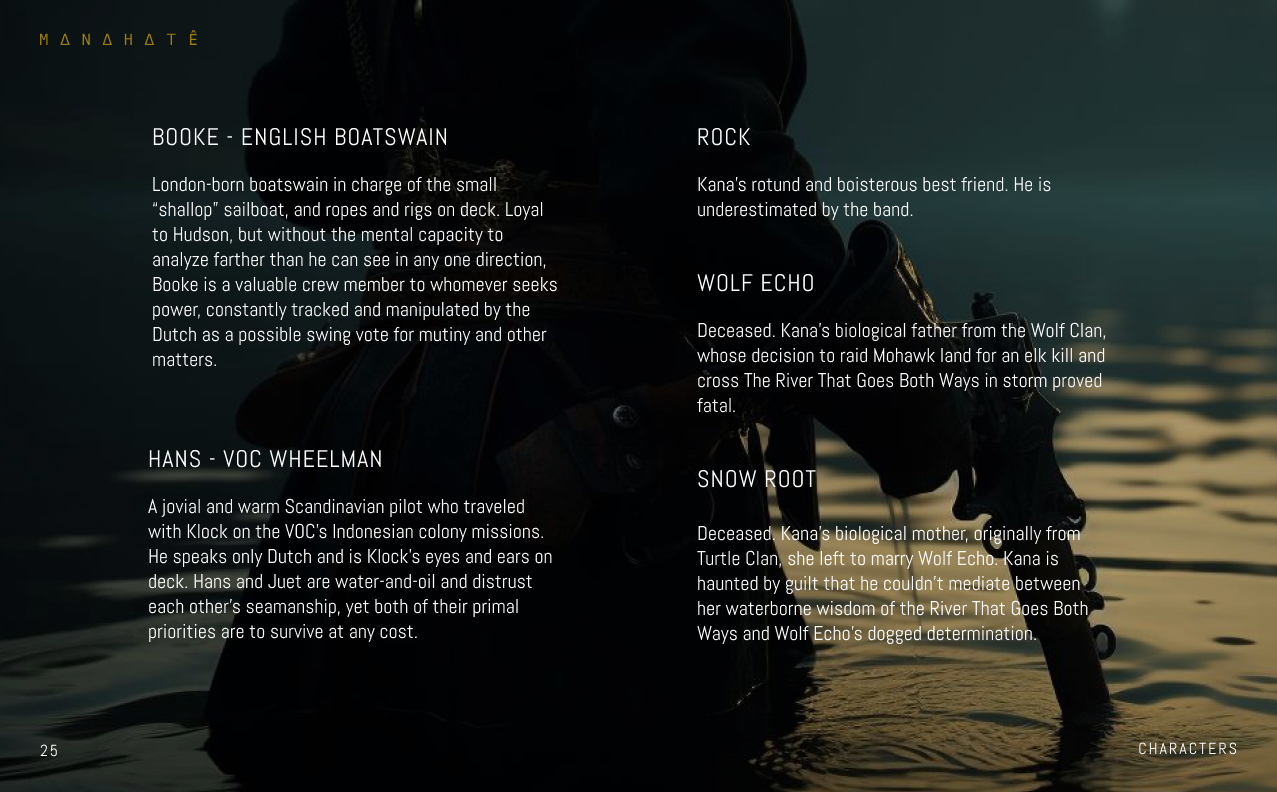 MΔNΔHΔTÊ
BOOKE - ENGLISH BOATSWAIN
London-born boatswain in charge of the small
“shallop” sailboat, and ropes and rigs on deck. Loyal
to Hudson, but without the mental capacity to
analyze farther than he can see in any one direction,
Booke is a valuable crew member to whomever seeks
power, constantly tracked and manipulated by the
Dutch as a possible swing vote for mutiny and other
matters.
HANS - VOC WHEELMAN
A jovial and warm Scandinavian pilot who traveled
with Klock on the VOC’s Indonesian colony missions.
He speaks only Dutch and is Klock’s eyes and ears on
deck. Hans and Juet are water-and-oil and distrust
each other’s seamanship, yet both of their primal
priorities are to survive at any cost.
ROCK
Kana’s rotund and boisterous best friend. He is
underestimated by the band.
WOLF ECHO
Deceased. Kana’s biological father from the Wolf Clan,
whose decision to raid Mohawk land for an elk kill and
cross The River That Goes Both Ways in storm proved
fatal.
SNOW ROOT
Deceased. Kana’s biological mother, originally from
Turtle Clan, she left to marry Wolf Echo. Kana is
haunted by guilt that he couldn’t mediate between
her waterborne wisdom of the River That Goes Both
Ways and Wolf Echo’s dogged determination.
25
CHARACTERS